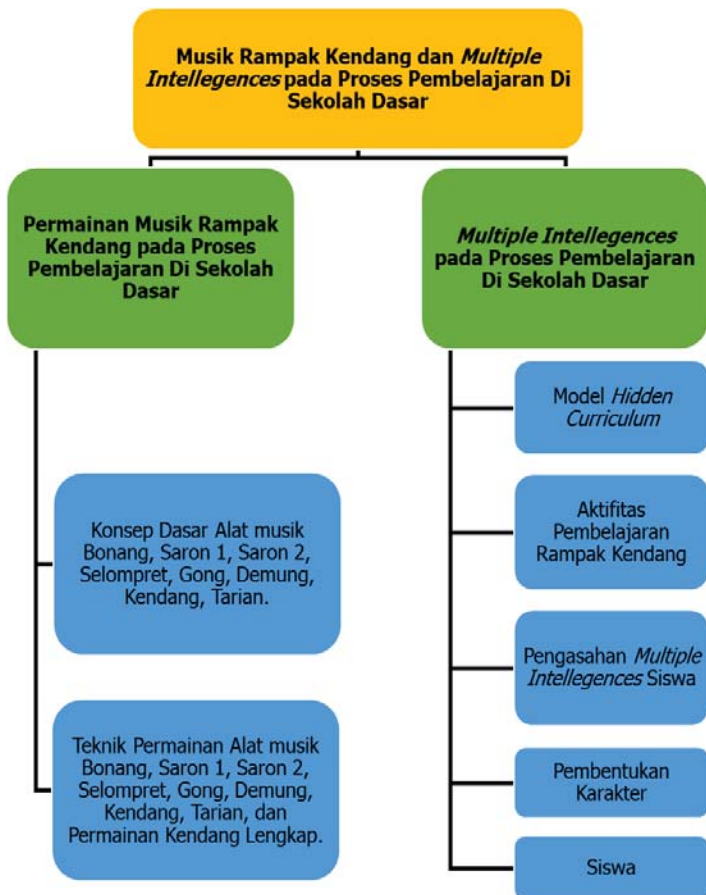 Musik Rampak Kendang dan Multiple
Intellegences pada Proses Pembelajaran Di
Sekolah Dasar
Permainan Musik Rampak
Kendang pada Proses
Pembelajaran Di Sekolah
Dasar
Konsep Dasar Alat musik
Bonang, Saron 1, Saron 2,
Selompret, Gong, Demung,
Kendang, Tarian.
Teknik Permainan Alat musik
Bonang, Saron 1, Saron 2,
Selompret, Gong, Demung,
Kendang, Tarian, dan
Permainan Kendang Lengkap.
Multiple Intellegences
pada Proses Pembelajaran
Di Sekolah Dasar
Model Hidden
Curriculum
Aktifitas
Pembelajaran
Rampak Kendang
Pengasahan Multiple
Intellegences Siswa
Pembentukan
Karakter
Siswa